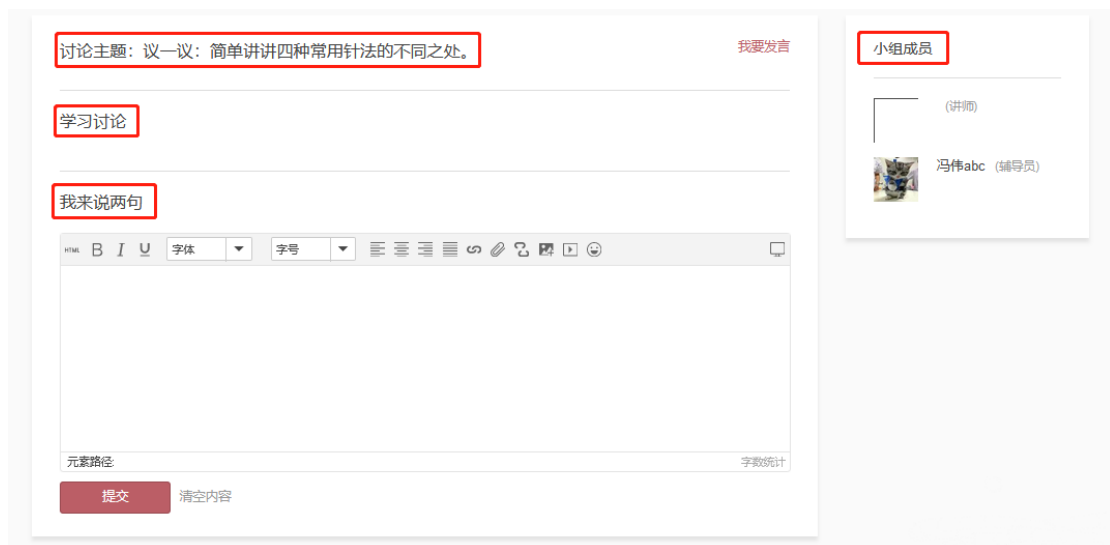 讨论主题：议一议：简单讲讲四种常用针法的不同之处。
我要发言
学习讨论
我来说两句
HTML B I U 字体 字号
元素路径:
字数统计
提交 清空内容
小组成员
(讲师)
冯伟abc (辅导员)